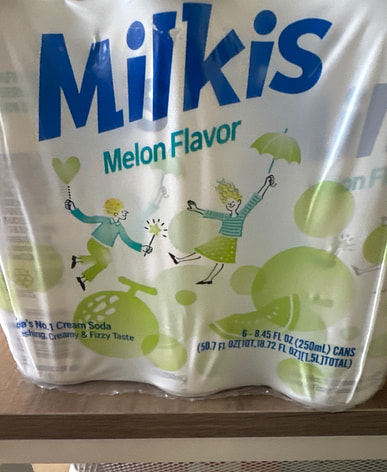 Milkis
Melon Flavor
No.1 Cream Soda
Creamy & Fizzy Taste
6 - 8.45 FL OZ (250mL) CANS
(50.7 FL OZ[1QT,18.72 FL OZ][1.5L]TOTAL)